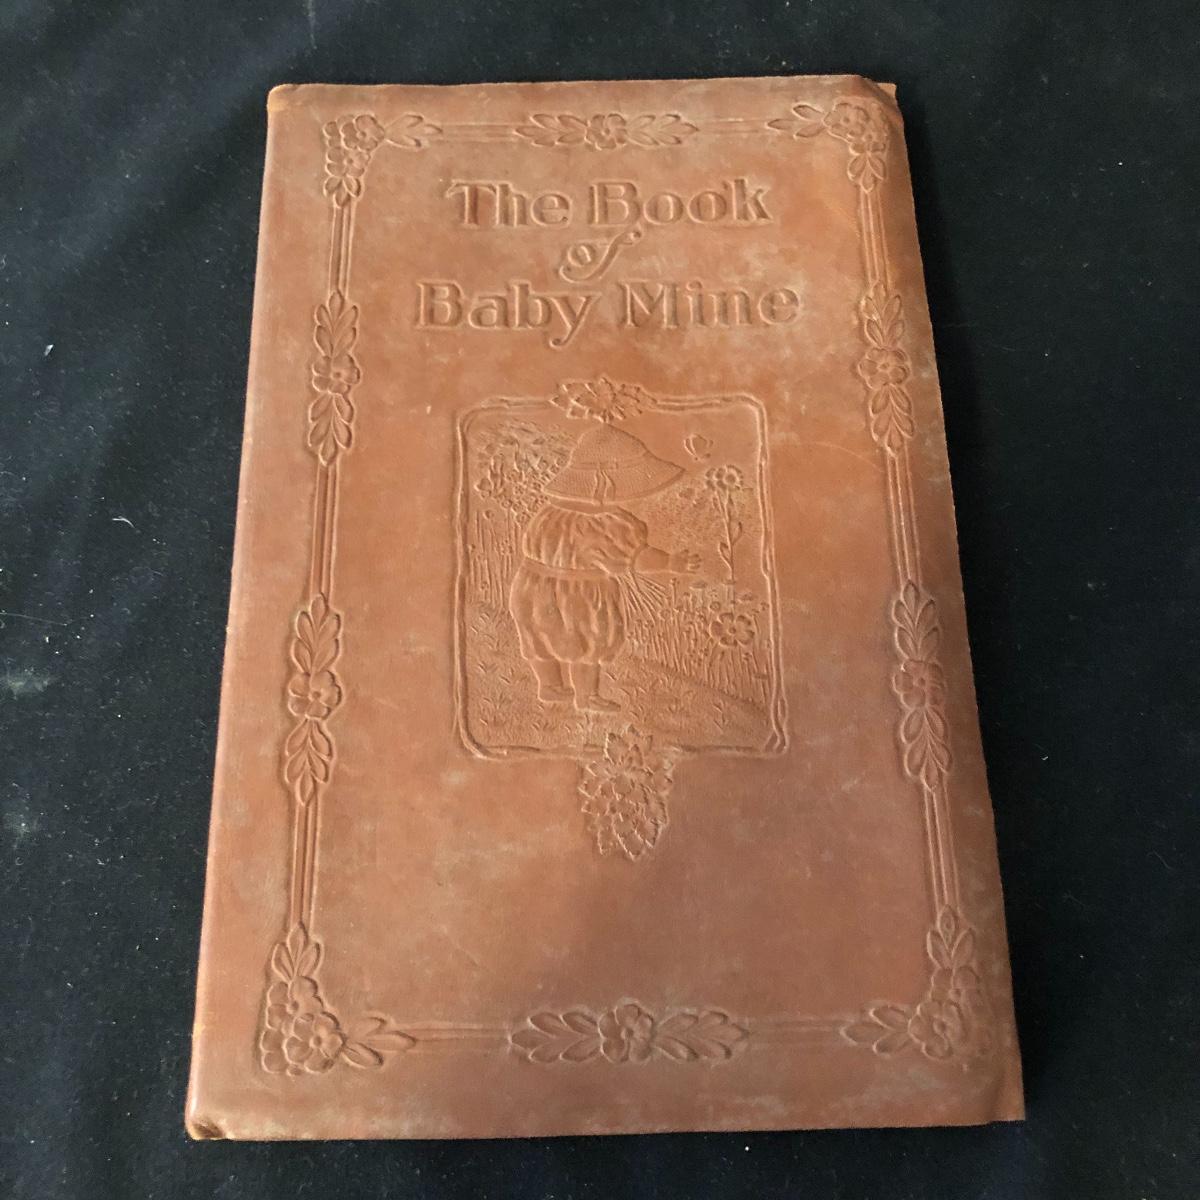 The Book
of
Baby Mine